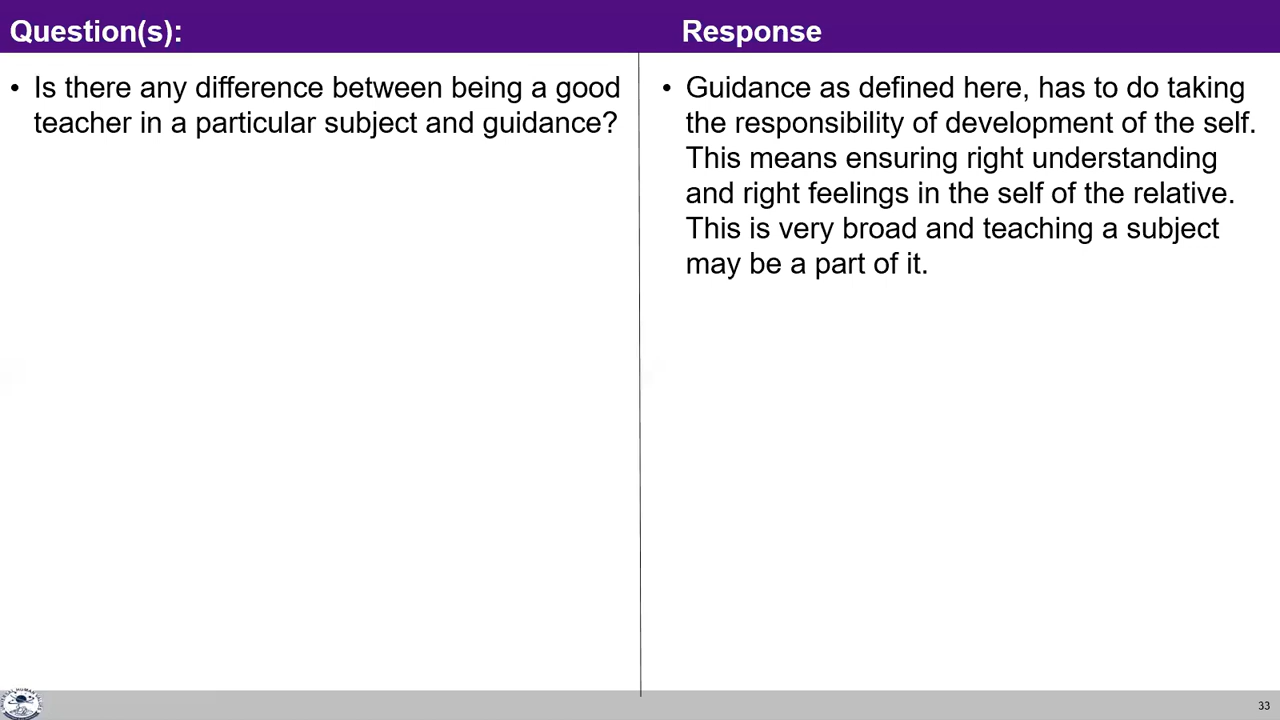 Question(s):
Response
• Is there any difference between being a good
teacher in a particular subject and guidance?
• Guidance as defined here, has to do taking
the responsibility of development of the self.
This means ensuring right understanding
and right feelings in the self of the relative.
This is very broad and teaching a subject
may be a part of it.
33